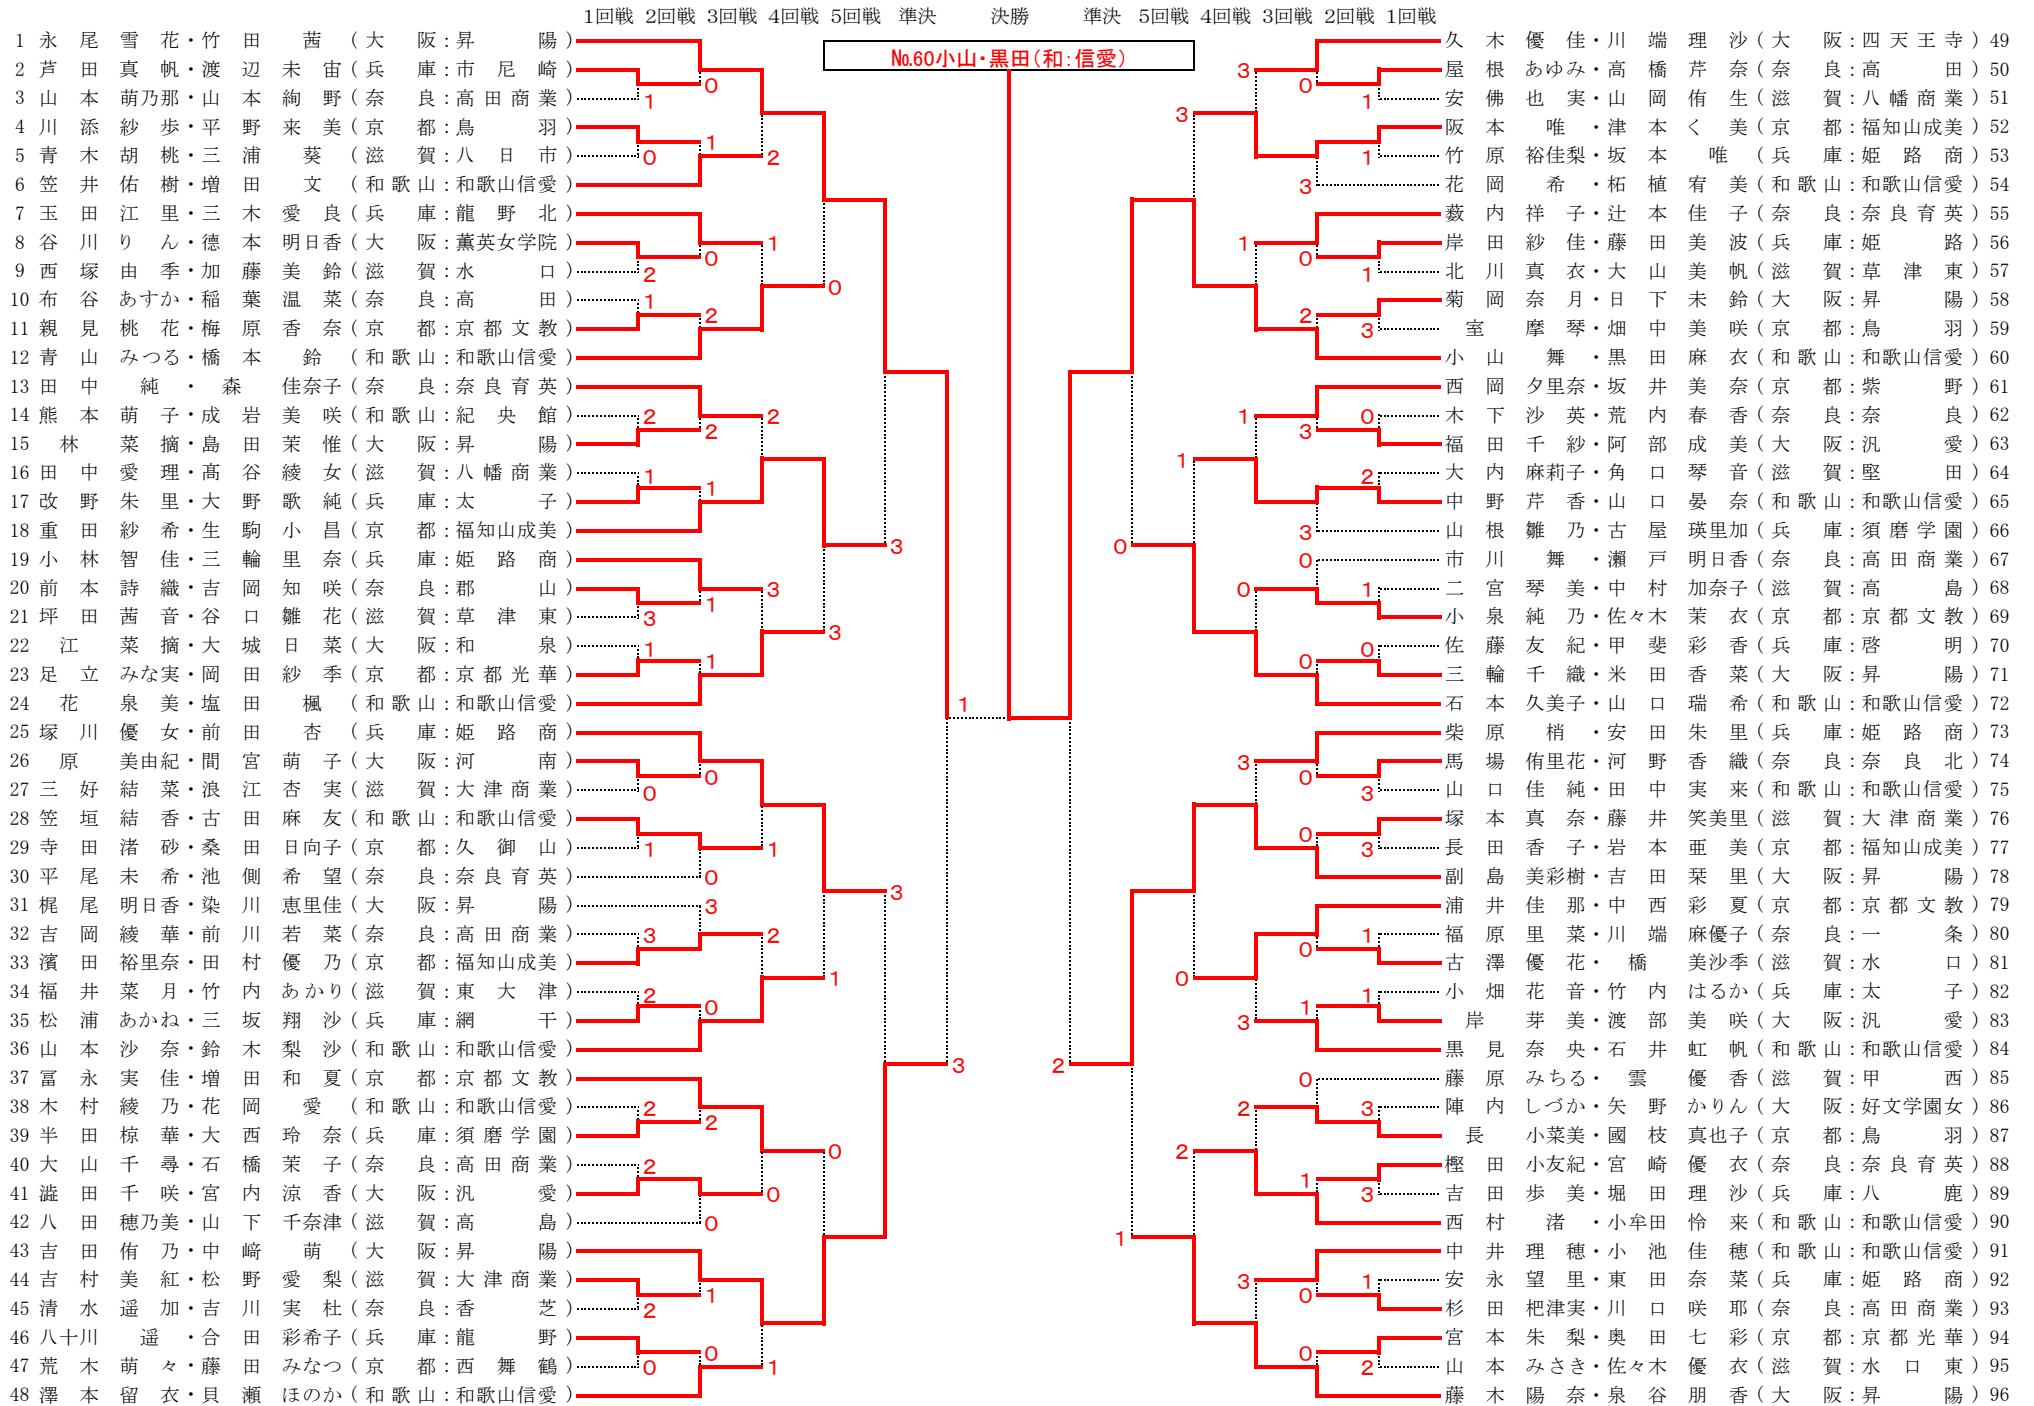 1回戦 2回戦 3回戦 4回戦 5回戦 準決 決勝 準決 5回戦 4回戦 3回戦 2回戦 1回戦
№60小山・黒田(和:信愛)
1 永尾雪花・竹田茜(大阪:昇陽)
2 芦田真帆・渡辺未宙(兵庫:市尼崎)
3 山本萌乃那・山本絢野(奈良:高田商業)
4 川添紗歩・平野来美(京都:鳥羽)
5 青木胡桃・三浦葵(滋賀:八日市)
6 笠井佑樹・増田文(和歌山:和歌山信愛)
7 玉田江里・三木愛良(兵庫:龍野北)
8 谷川りん・德本明日香(大阪:薫英女学院)
9 西塚由季・加藤美鈴(滋賀:水口)
10 布谷あすか・稲葉温菜(奈良:高田)
11 親見桃花・梅原香奈(京都:京都文教)
12 青山みつる・橋本鈴(和歌山:和歌山信愛)
13 田中純・森佳奈子(奈良:奈良育英)
14 熊本萌子・成岩美咲(和歌山:紀央館)
15 林菜摘・島田茉惟(大阪:昇陽)
16 田中愛理・髙谷綾女(滋賀:八幡商業)
17 改野朱里・大野歌純(兵庫:太子)
18 重田紗希・生駒小昌(京都:福知山成美)
19 小林智佳・三輪里奈(兵庫:姫路商)
20 前本詩織・吉岡知咲(奈良:郡山)
21 坪田茜音・谷口雛花(滋賀:草津東)
22 江菜摘・大城日菜(大阪:和泉)
23 足立みな実・岡田紗季(京都:京都光華)
24 花泉美・塩田楓(和歌山:和歌山信愛)
25 塚川優女・前田杏(兵庫:姫路商)
26 原美由紀・間宮萌子(大阪:河南)
27 三好結菜・浪江杏実(滋賀:大津商業)
28 笠垣結香・古田麻友(和歌山:和歌山信愛)
29 寺田渚砂・桑田日向子(京都:久御山)
30 平尾未希・池側希望(奈良:奈良育英)
31 梶尾明日香・染川恵里佳(大阪:昇陽)
32 吉岡綾華・前川若菜(奈良:高田商業)
33 濱田裕里奈・田村優乃(京都:福知山成美)
34 福井菜月・竹内あかり(滋賀:東大津)
35 松浦あかね・三坂翔沙(兵庫:網干)
36 山本沙奈・鈴木梨沙(和歌山:和歌山信愛)
37 冨永実佳・増田和夏(京都:京都文教)
38 木村綾乃・花岡愛(和歌山:和歌山信愛)
39 半田椋華・大西玲奈(兵庫:須磨学園)
40 大山千尋・石橋茉子(奈良:高田商業)
41 澁田千咲・宮内涼香(大阪:汎愛)
42 八田穂乃美・山下千奈津(滋賀:高島)
43 吉田侑乃・中﨑萌(大阪:昇陽)
44 吉村美紅・松野愛梨(滋賀:大津商業)
45 清水遥加・吉川実杜(奈良:香芝)
46 八十川遥・合田彩希子(兵庫:龍野)
47 荒木萌々・藤田みなつ(京都:西舞鶴)
48 澤本留衣・貝瀬ほのか(和歌山:和歌山信愛)
久木優佳・川端理沙(大阪:四天王寺)49
屋根あゆみ・高橋芹奈(奈良:高田)50
安佛也実・山岡侑生(滋賀:八幡商業)51
阪本唯・津本く美(京都:福知山成美)52
竹原裕佳梨・坂本唯(兵庫:姫路商)53
花岡希・柘植宥美(和歌山:和歌山信愛)54
薮内祥子・辻本佳子(奈良:奈良育英)55
岸田紗佳・藤田美波(兵庫:姫路)56
北川真衣・大山美帆(滋賀:草津東)57
菊岡奈月・日下未鈴(大阪:昇陽)58
室摩琴・畑中美咲(京都:鳥羽)59
小山舞・黒田麻衣(和歌山:和歌山信愛)60
西岡夕里奈・坂井美奈(京都:紫野)61
木下沙英・荒内春香(奈良:奈良)62
福田千紗・阿部成美(大阪:汎愛)63
大内麻莉子・角口琴音(滋賀:堅田)64
中野芹香・山口晏奈(和歌山:和歌山信愛)65
山根雛乃・古屋瑛里加(兵庫:須磨学園)66
市川舞・瀬戸明日香(奈良:高田商業)67
二宮琴美・中村加奈子(滋賀:高島)68
小泉純乃・佐々木茉衣(京都:京都文教)69
佐藤友紀・甲斐彩香(兵庫:啓明)70
三輪千織・米田香菜(大阪:昇陽)71
石本久美子・山口瑞希(和歌山:和歌山信愛)72
柴原梢・安田朱里(兵庫:姫路商)73
馬場侑里花・河野香織(奈良:奈良北)74
山口佳純・田中実来(和歌山:和歌山信愛)75
塚本真奈・藤井笑美里(滋賀:大津商業)76
長田香子・岩本亜美(京都:福知山成美)77
副島美彩樹・吉田栞里(大阪:昇陽)78
浦井佳那・中西彩夏(京都:京都文教)79
福原里菜・川端麻優子(奈良:一条)80
古澤優花・橋美沙季(滋賀:水口)81
小畑花音・竹内はるか(兵庫:太子)82
岸芽美・渡部美咲(大阪:汎愛)83
黒見奈央・石井虹帆(和歌山:和歌山信愛)84
藤原みちる・雲優香(滋賀:甲西)85
陣内しづか・矢野かりん(大阪:好文学園女)86
長小菜美・國枝真也子(京都:鳥羽)87
樫田小友紀・宮崎優衣(奈良:奈良育英)88
吉田歩美・堀田理沙(兵庫:八鹿)89
西村渚・小牟田怜来(和歌山:和歌山信愛)90
中井理穂・小池佳穂(和歌山:和歌山信愛)91
安永望里・東田奈菜(兵庫:姫路商)92
杉田杷津実・川口咲耶(奈良:高田商業)93
宮本朱梨・奥田七彩(京都:京都光華)94
山本みさき・佐々木優衣(滋賀:水口東)95
藤木陽奈・泉谷朋香(大阪:昇陽)96